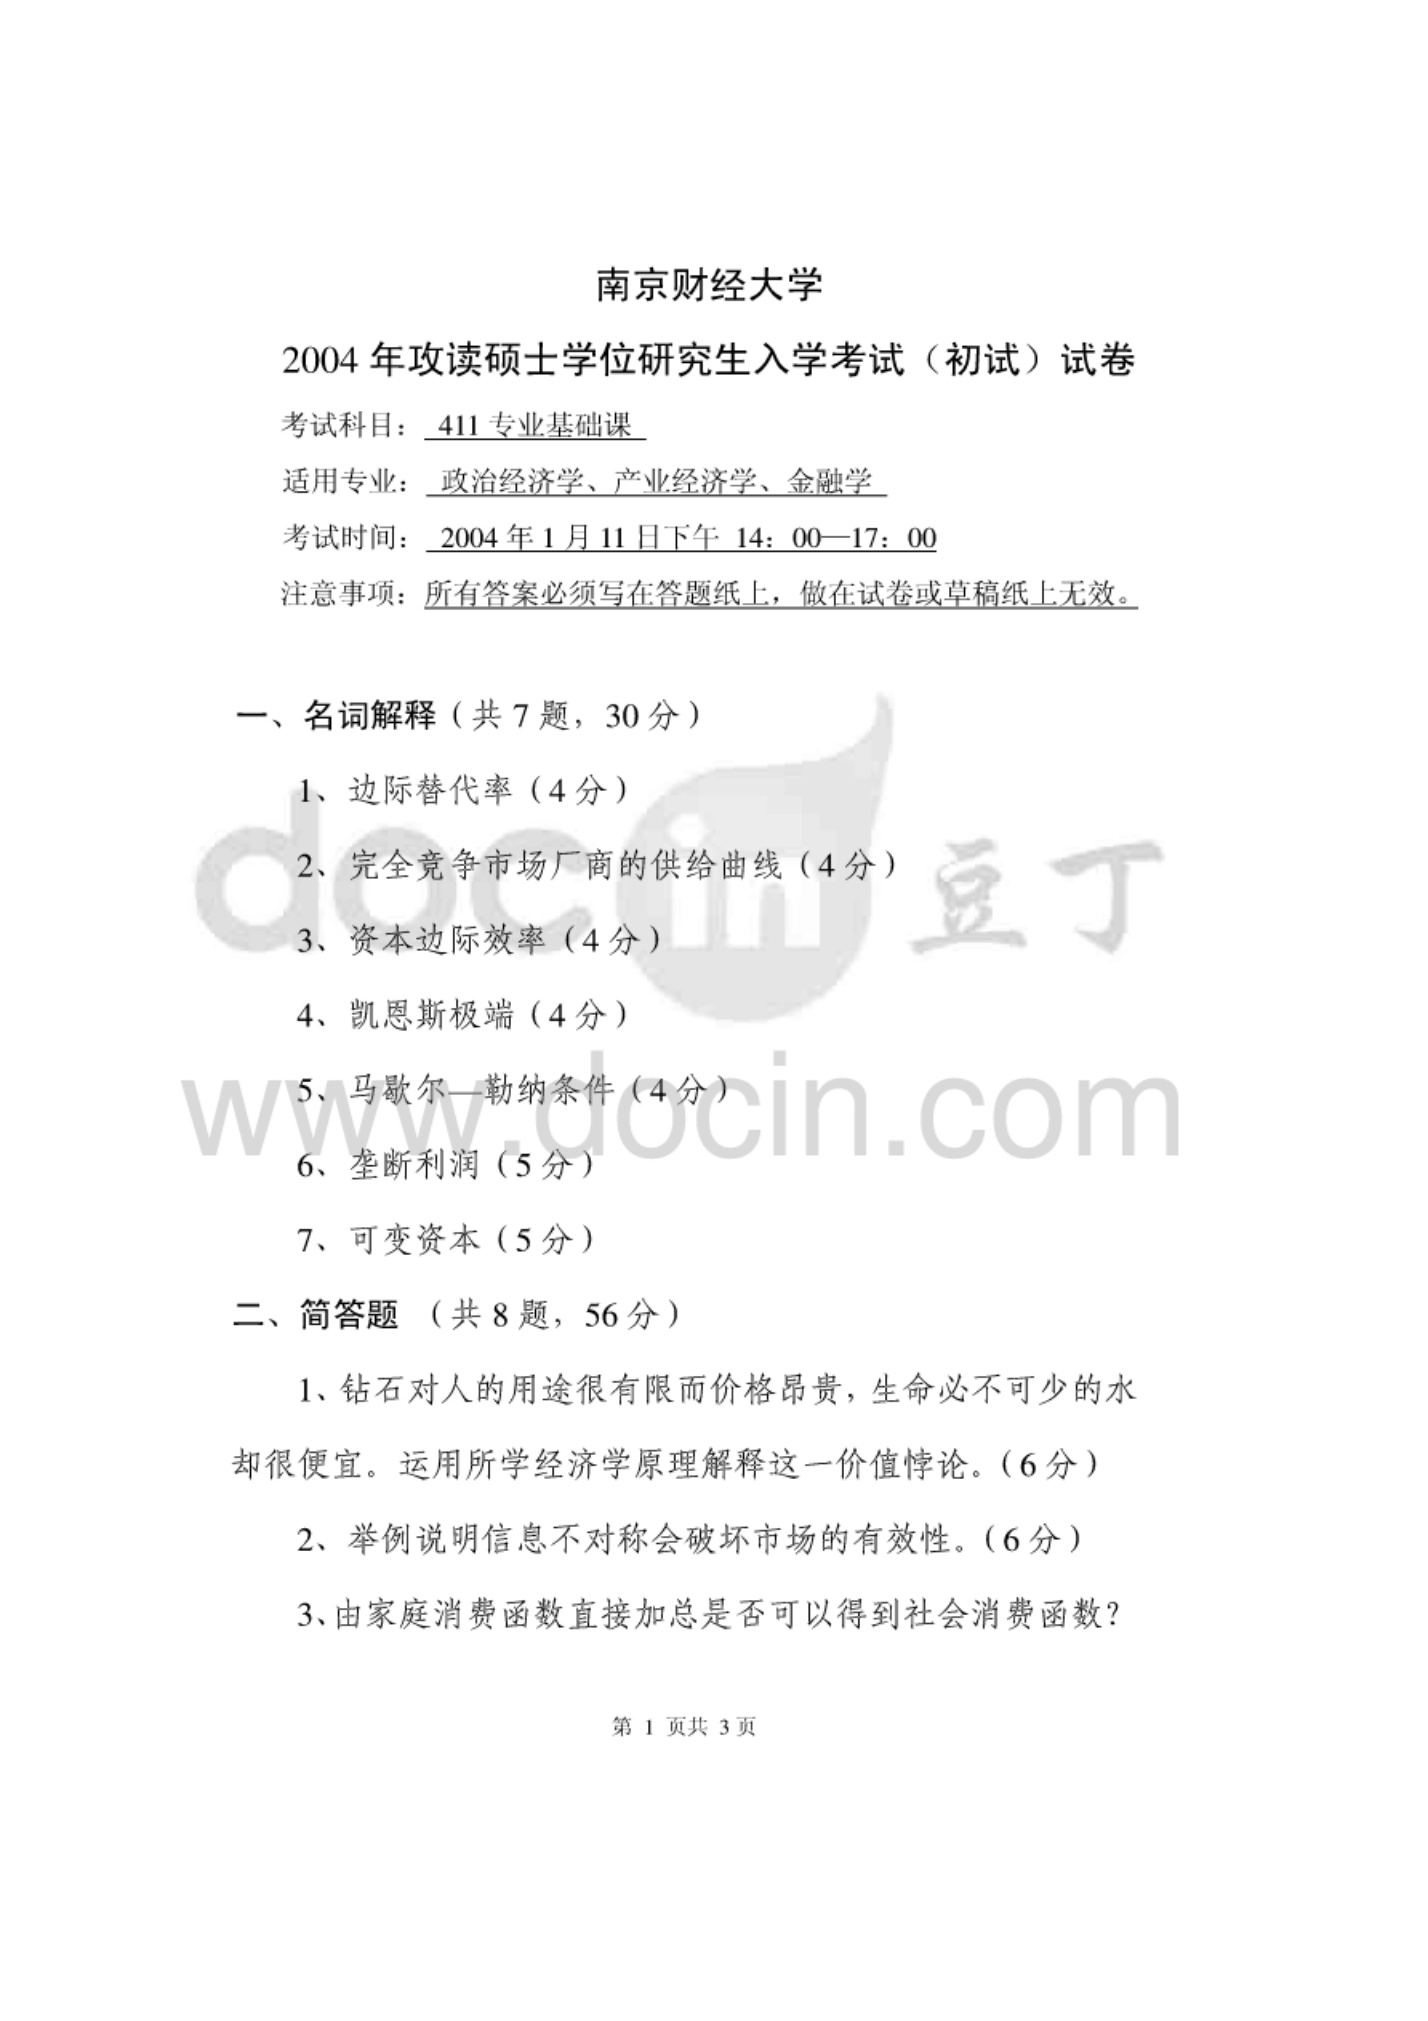 南京财经大学
2004 年攻读硕士学位研究生入学考试（初试）试卷
考试科目： 411 专业基础课
适用专业： 政治经济学、产业经济学、金融学
考试时间： 2004 年 1 月 11 日下午 14：00—17：00
注意事项：所有答案必须写在答题纸上，做在试卷或草稿纸上无效。
一、名词解释（共 7 题，30 分）
1、边际替代率（4 分）
2、完全竞争市场厂商的供给曲线（4 分）
3、资本边际效率（4 分）
4、凯恩斯极端（4 分）
5、马歇尔—勒纳条件（4 分）
6、垄断利润（5 分）
7、可变资本（5 分）
二、简答题 （共 8 题，56 分）
1、钻石对人的用途很有限而价格昂贵，生命必不可少的水
却很便宜。运用所学经济学原理解释这一价值悖论。（6 分）
2、举例说明信息不对称会破坏市场的有效性。（6 分）
3、由家庭消费函数直接加总是否可以得到社会消费函数？
第 1 页共 3 页
docin 豆丁
www.docin.com